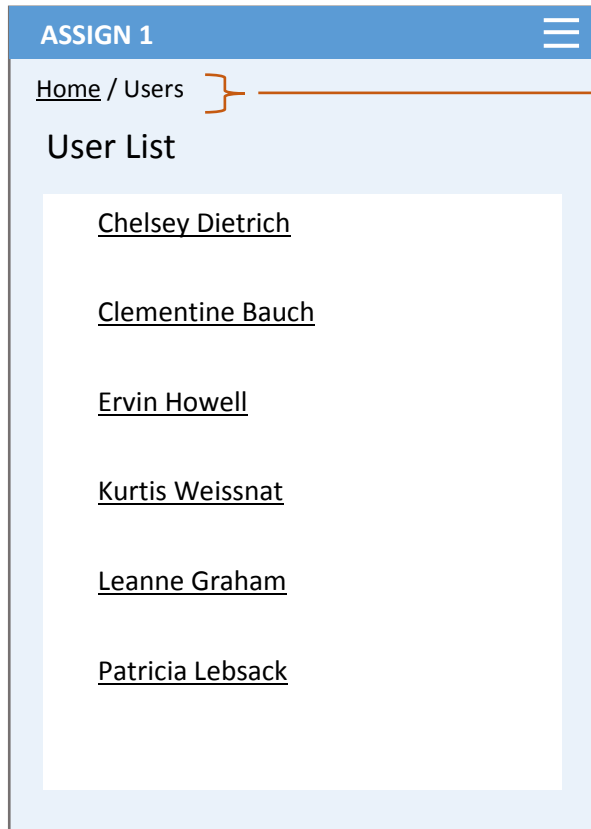 ASSIGN 1
Home / Users
User List
Chelsey Dietrich
Clementine Bauch
Ervin Howell
Kurtis Weissnat
Leanne Graham
Patricia Lebsack